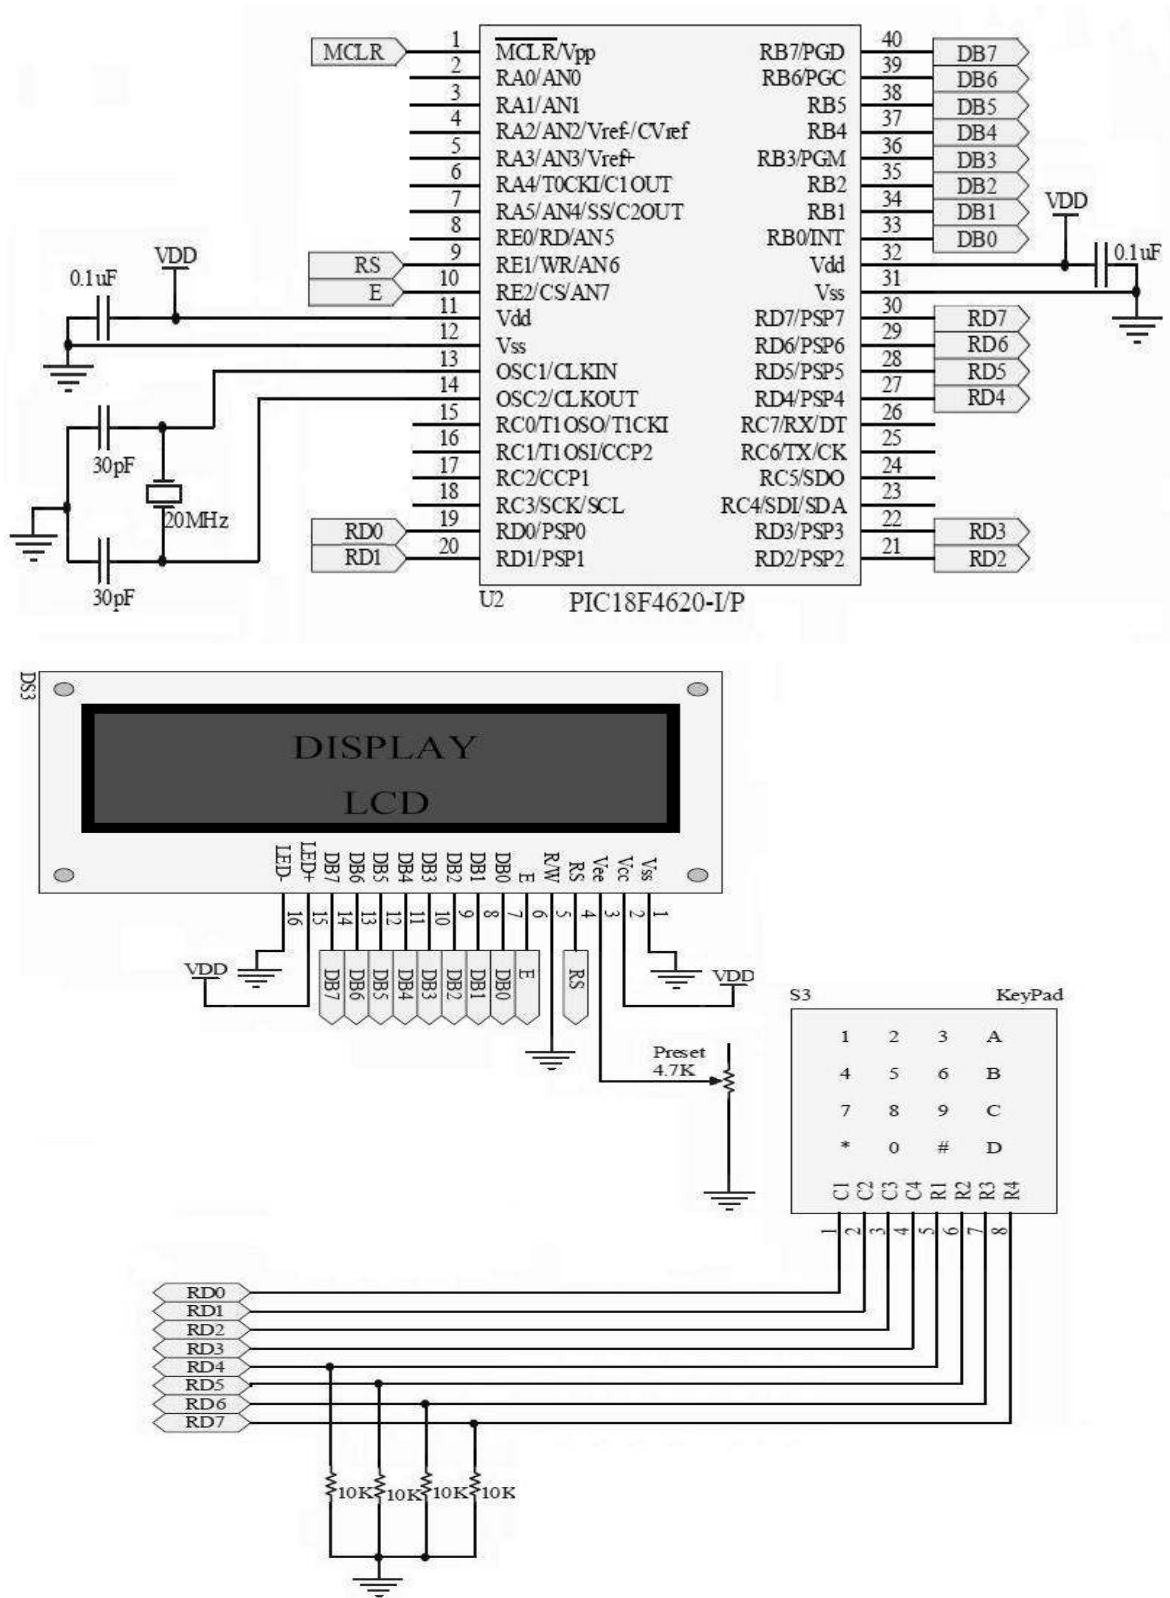 MCLR 1 MCLR/Vpp RB7/PGD 40 DB7
2 RA0/AN0 RB6/PGC 39 DB6
3 RA1/AN1 RB5 38 DB5
4 RA2/AN2/Vref-/CVref RB4 37 DB4
5 RA3/AN3/Vref+ RB3/PGM 36 DB3
6 RA4/T0CKI/C1OUT RB2 35 DB2
7 RA5/AN4/SS/C2OUT RB1 34 DB1
8 RE0/RD/AN5 RB0/INT 33 DB0
VDD
RS 9 RE1/WR/AN6 Vdd 32 0.1uF
E 10 RE2/CS/AN7 Vss 31
VDD
0.1uF
11 Vdd RD7/PSP7 30 RD7
12 Vss RD6/PSP6 29 RD6
13 OSC1/CLKIN RD5/PSP5 28 RD5
14 OSC2/CLKOUT RD4/PSP4 27 RD4
15 RC0/T1OSO/T1CKI RC7/RX/DT 26
16 RC1/T1OSI/CCP2 RC6/TX/CK 25
30pF
17 RC2/CCP1 RC5/SDO 24
18 RC3/SCK/SCL RC4/SDI/SDA 23
20MHz
RD0 19 RD0/PSP0 RD3/PSP3 22 RD3
RD1 20 RD1/PSP1 RD2/PSP2 21 RD2
30pF
U2 PIC18F4620-I/P
DS3
DISPLAY
LCD
LED- LED+ DB7 DB6 DB5 DB4 DB3 DB2 DB1 DB0 E R/W RS Vee Vcc Vss
16 15 14 13 12 11 10 9 8 7 6 5 4 3 2 1
VDD
DB7 DB6 DB5 DB4 DB3 DB2 DB1 DB0 E RS
VDD
Preset
4.7K
S3 KeyPad
1 2 3 A
4 5 6 B
7 8 9 C
* 0 # D
C1 C2 C3 C4 R1 R2 R3 R4
1 2 3 4 5 6 7 8
RD0
RD1
RD2
RD3
RD4
RD5
RD6
RD7
10K 10K 10K 10K